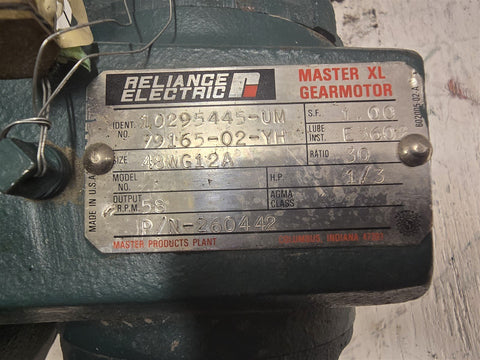 RELIANCE ELECTRIC
MASTER XL GEARMOTOR
IDENT. NO. 10295445-UM
79165-02-YH
S.F. 1.00
LUBE INST.
SIZE 48WG12A
RATIO 30
MODEL NO.
H.P. 1/3
OUTPUT R.P.M. 58
AGMA CLASS
P/N-260442
MASTER PRODUCTS PLANT
COLUMBUS, INDIANA
MADE IN U.S.A.